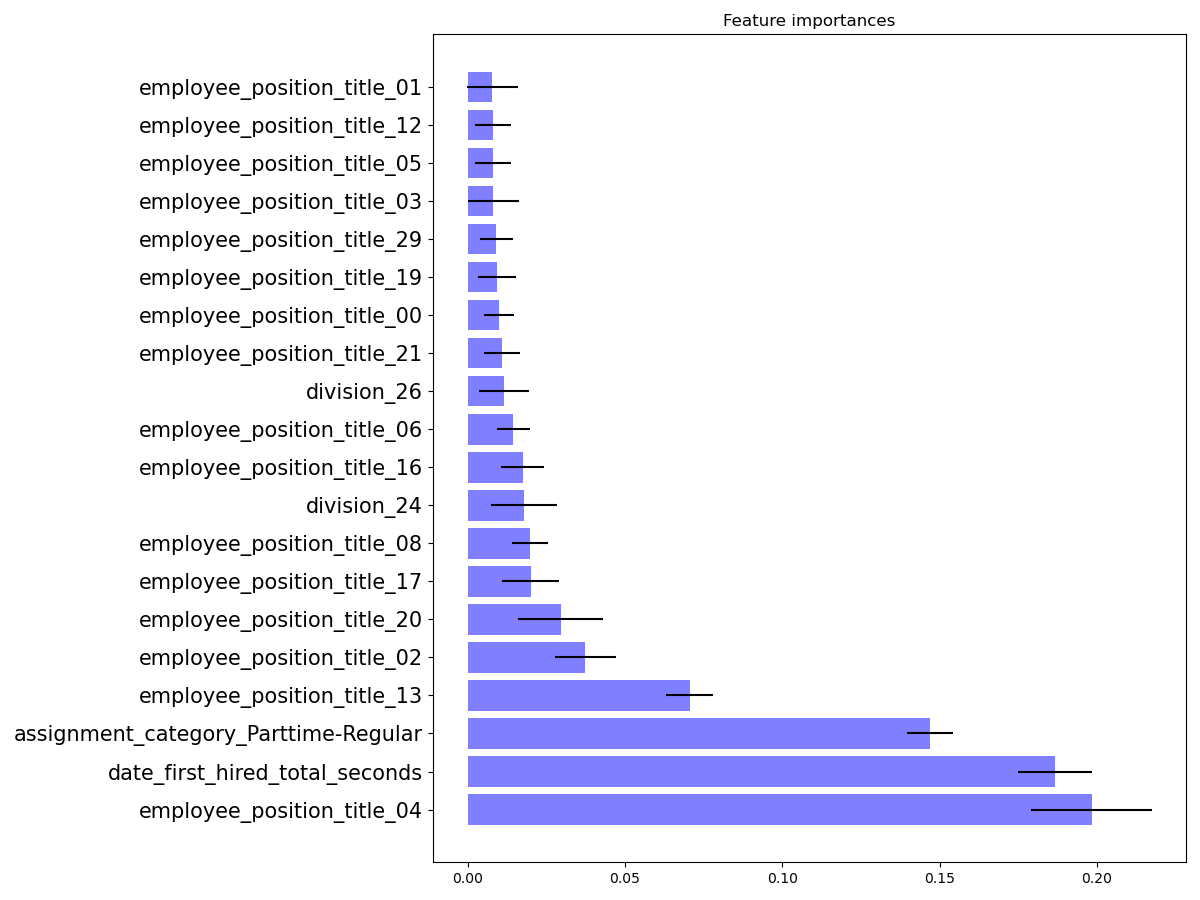 Feature importances
employee_position_title_01
employee_position_title_12
employee_position_title_05
employee_position_title_03
employee_position_title_29
employee_position_title_19
employee_position_title_00
employee_position_title_21
division_26
employee_position_title_06
employee_position_title_16
division_24
employee_position_title_08
employee_position_title_17
employee_position_title_20
employee_position_title_02
employee_position_title_13
assignment_category_Parttime-Regular
date_first_hired_total_seconds
employee_position_title_04
0.00 0.05 0.10 0.15 0.20